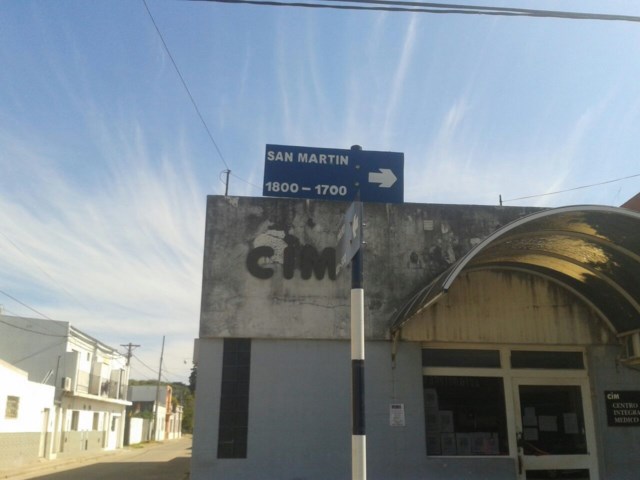 SAN MARTIN
1800-1700
CIM
CIM
CENTRO
INTEGRAL
MEDICO